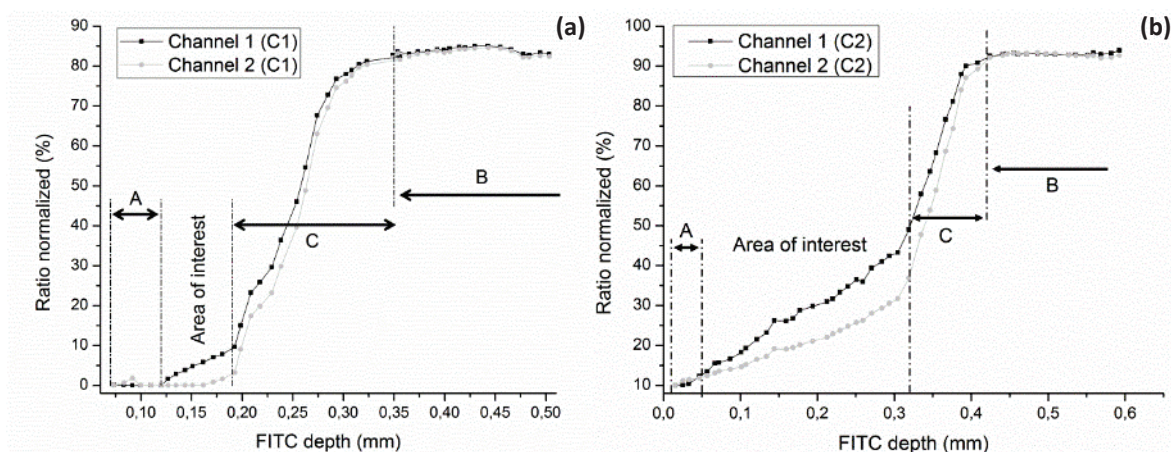 (a)
Channel 1 (C1)
Channel 2 (C1)
Ratio normalized (%)
90
85
80
70
60
50
40
30
20
10
0
A
Area of interest
C
B
0,10 0,15 0,20 0,25 0,30 0,35 0,40 0,45 0,50
FITC depth (mm)
(b)
Channel 1 (C2)
Channel 2 (C2)
Ratio normalized (%)
100
90
80
70
60
50
40
30
20
10
A
Area of interest
C
B
0,0 0,1 0,2 0,3 0,4 0,5 0,6
FITC depth (mm)